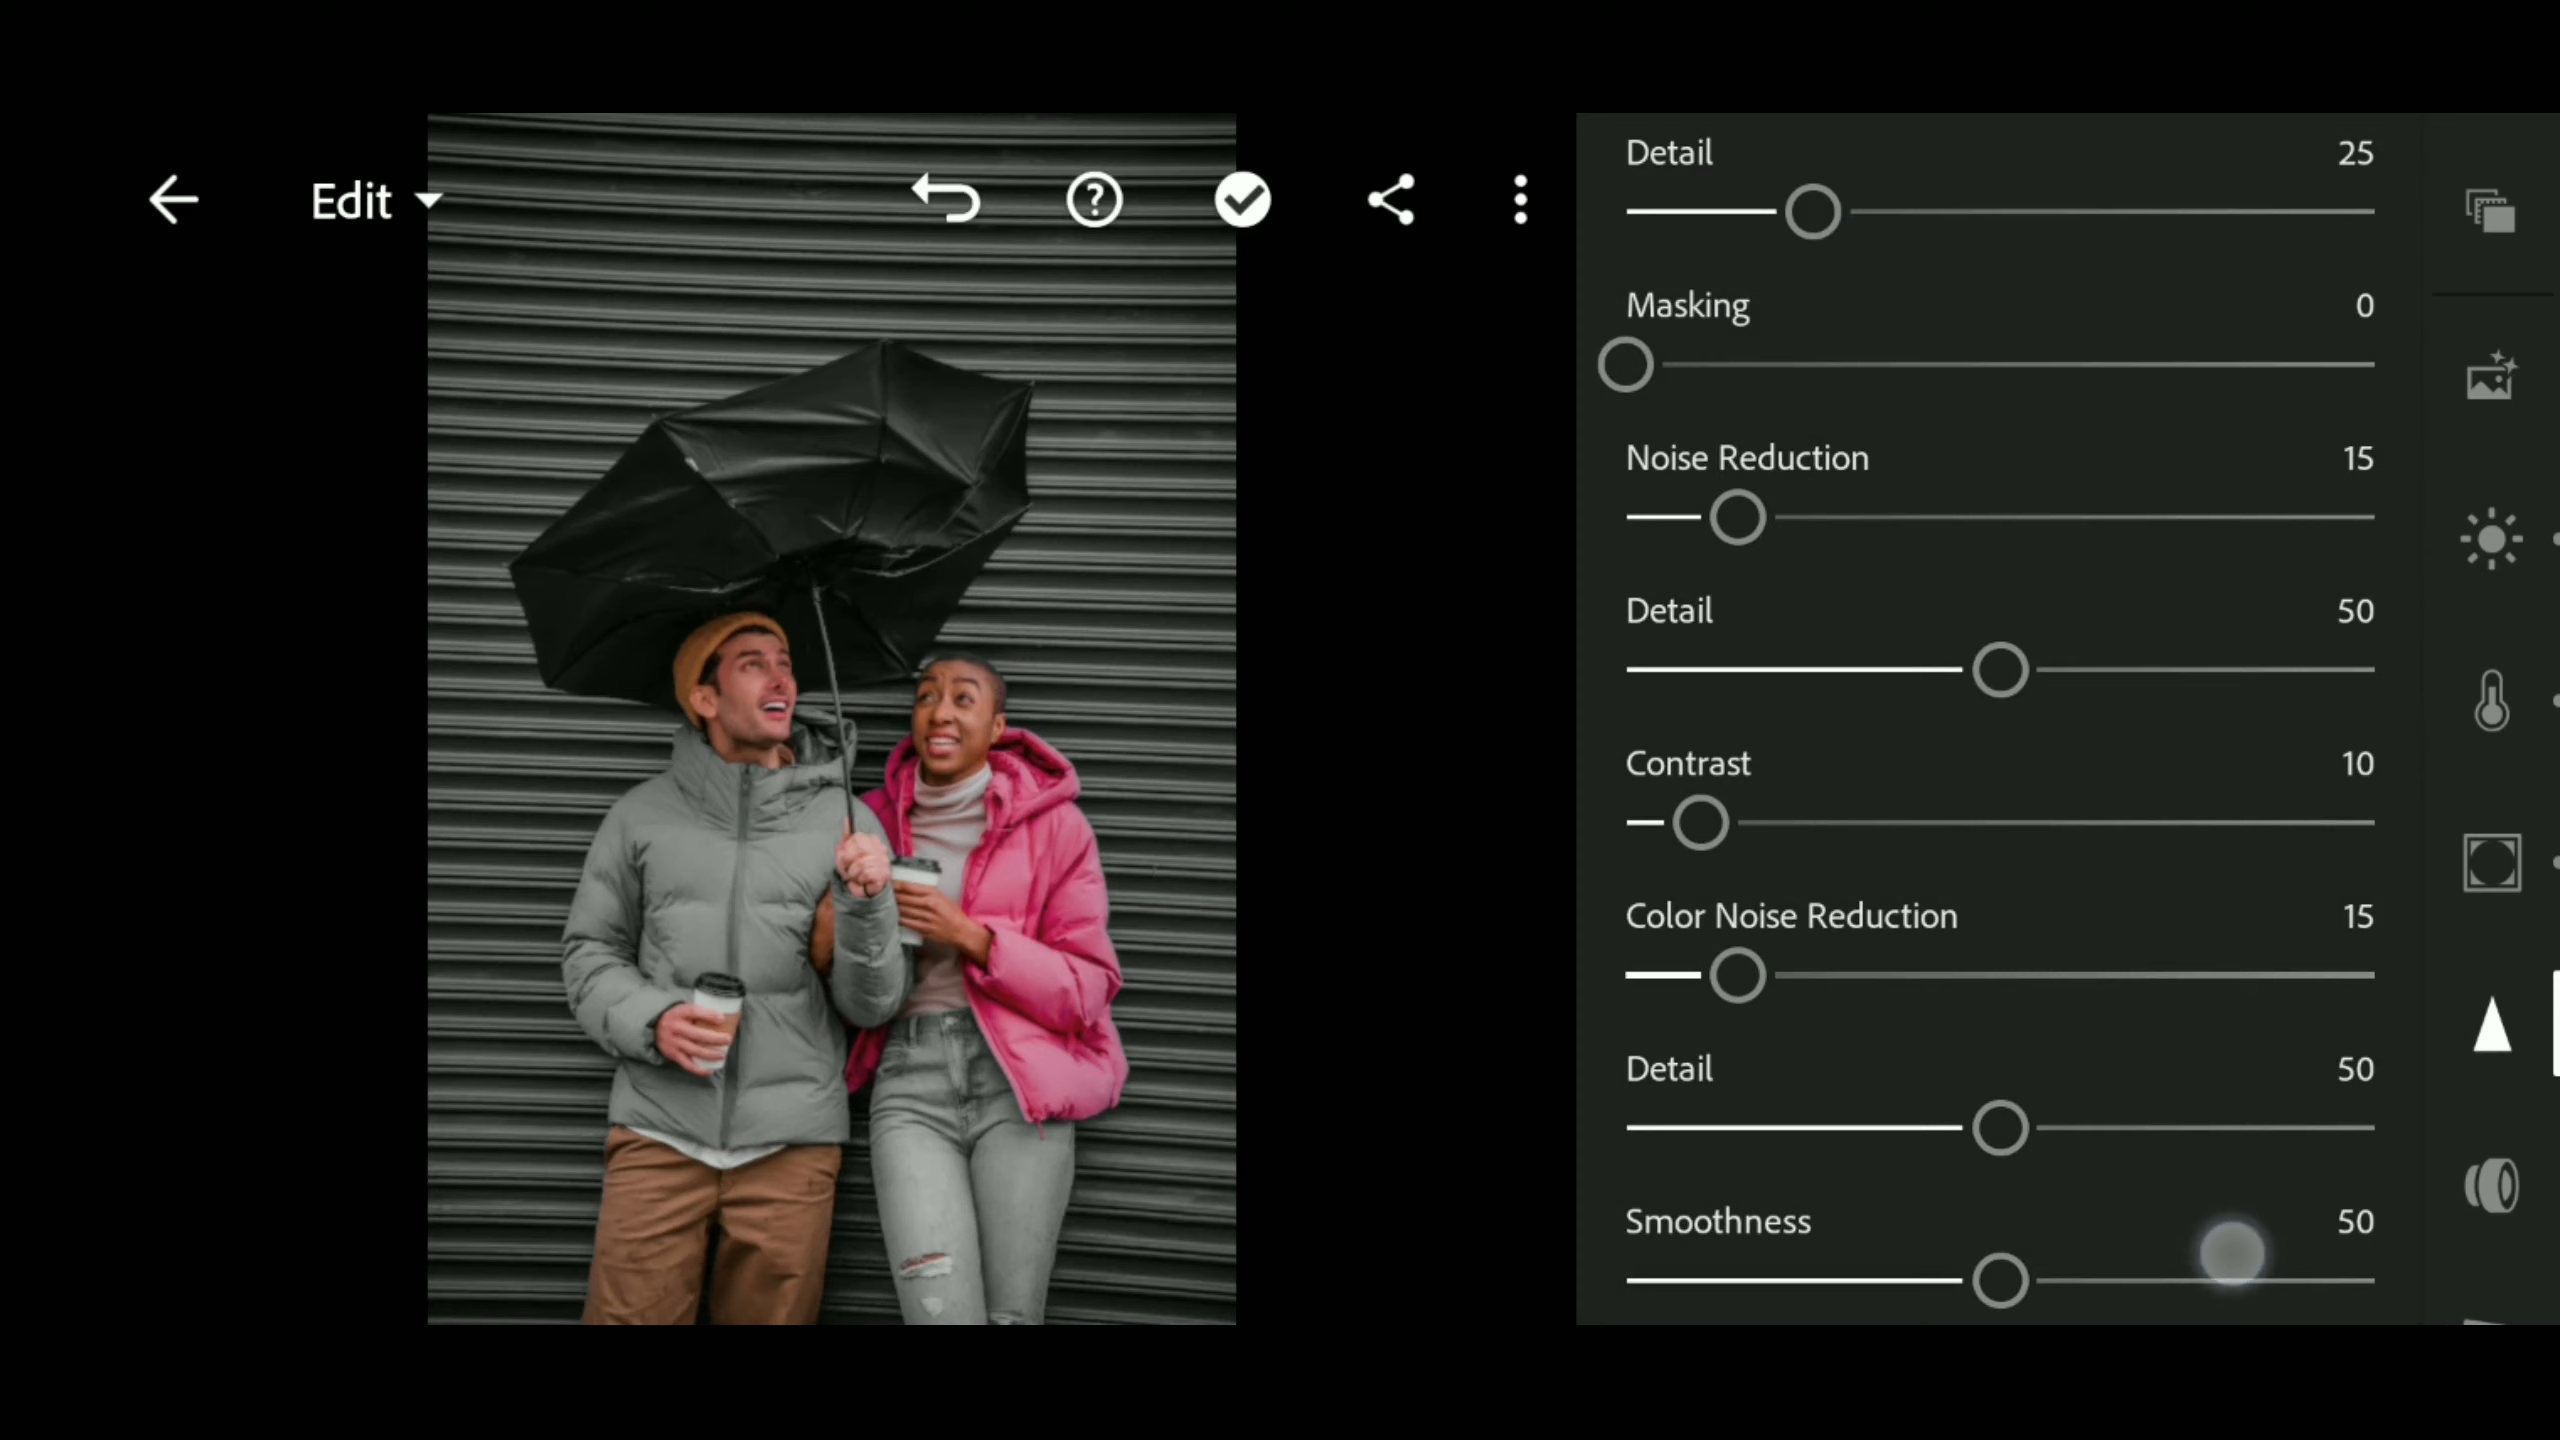 Edit
Detail 25
Masking 0
Noise Reduction 15
Detail 50
Contrast 10
Color Noise Reduction 15
Detail 50
Smoothness 50